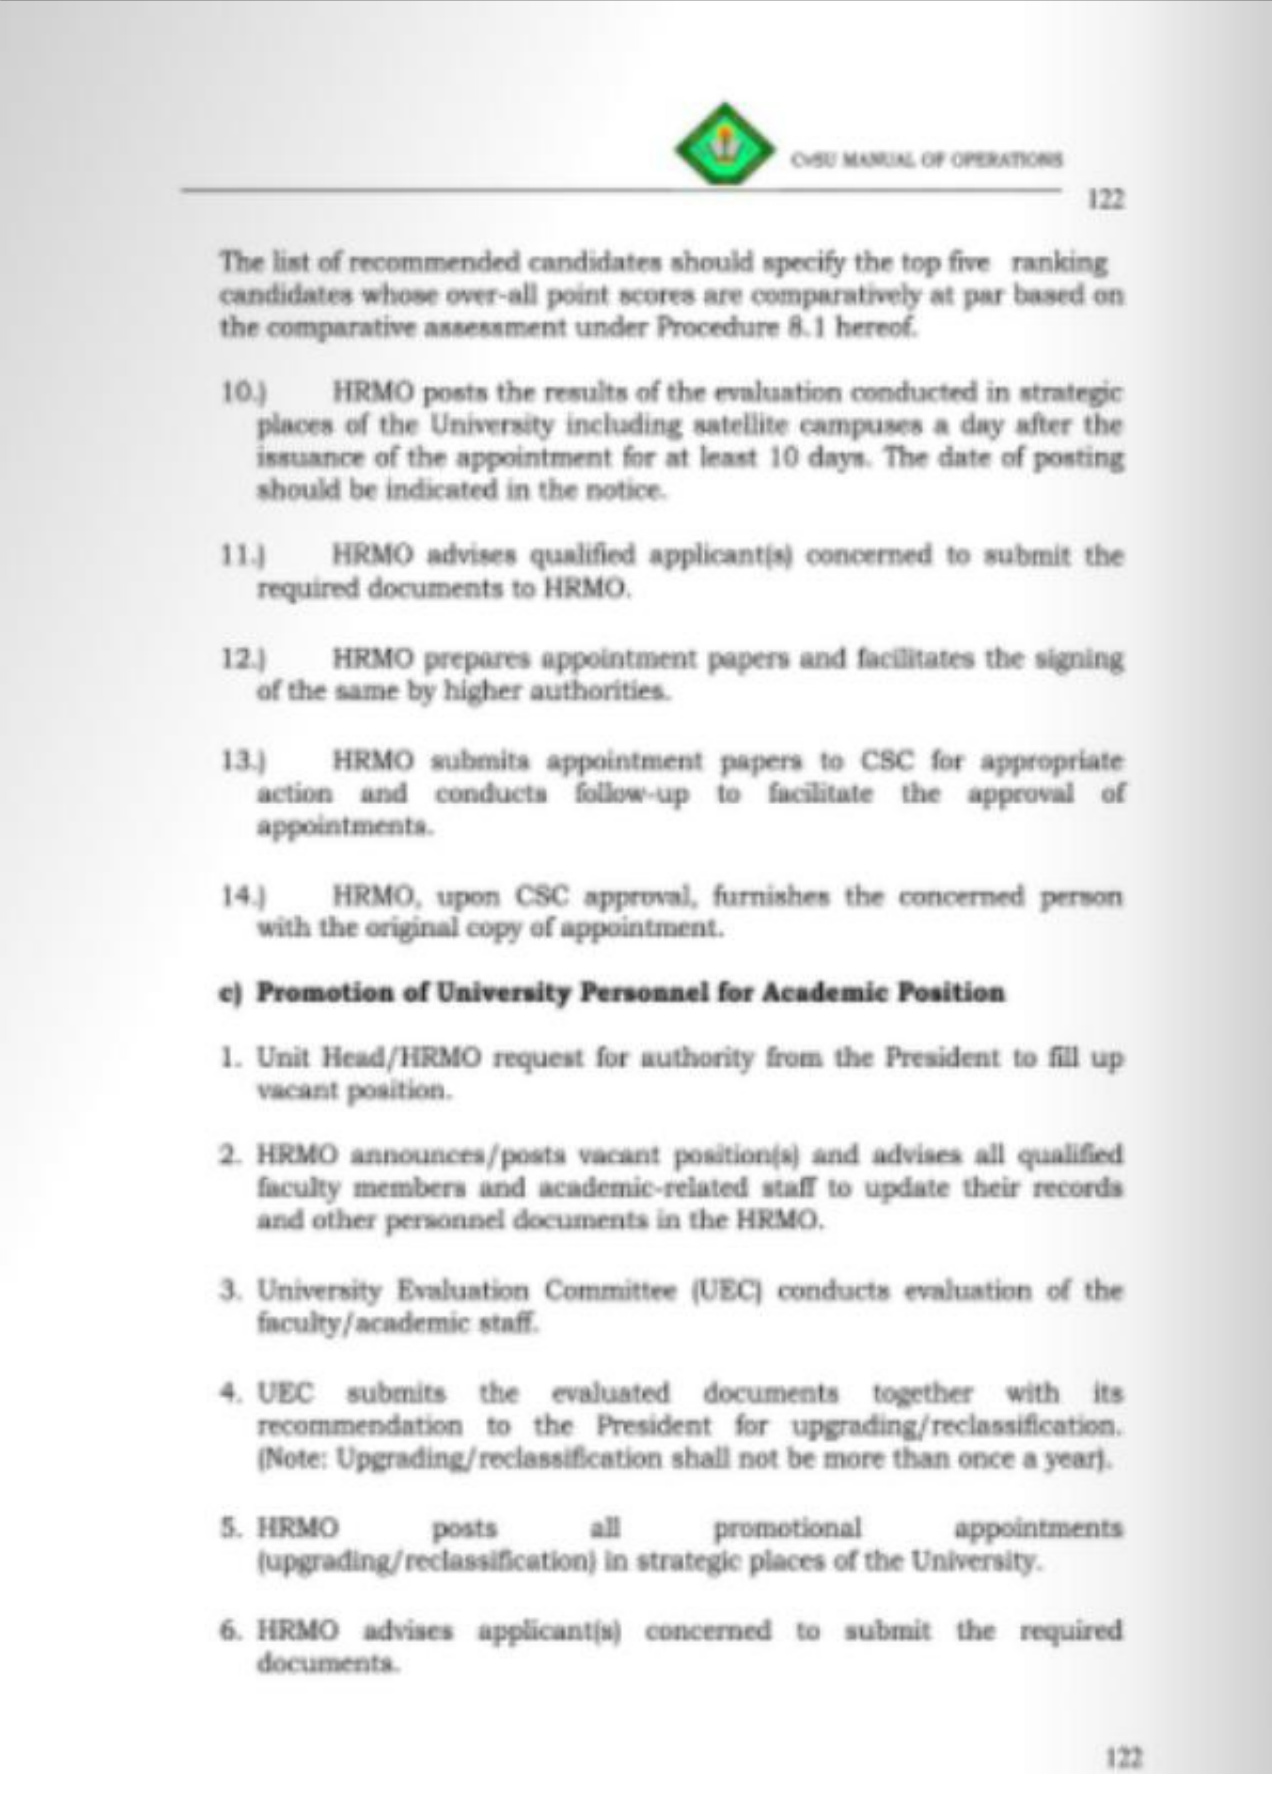 CvSU MANUAL OF OPERATIONS
122
The list of recommended candidates should specify the top five ranking
candidates whose over-all point scores are comparatively at par based on
the comparative assessment under Procedure 8.1 hereof.
10.) HRMO posts the results of the evaluation conducted in strategic
places of the University including satellite campuses a day after the
issuance of the appointment for at least 10 days. The date of posting
should be indicated in the notice.
11.) HRMO advises qualified applicant(s) concerned to submit the
required documents to HRMO.
12.) HRMO prepares appointment papers and facilitates the signing
of the same by higher authorities.
13.) HRMO submits appointment papers to CSC for appropriate
action and conducts follow-up to facilitate the approval of
appointments.
14.) HRMO, upon CSC approval, furnishes the concerned person
with the original copy of appointment.
c) Promotion of University Personnel for Academic Position
1. Unit Head/HRMO request for authority from the President to fill up
vacant position.
2. HRMO announces/posts vacant position(s) and advises all qualified
faculty members and academic-related staff to update their records
and other personnel documents in the HRMO.
3. University Evaluation Committee (UEC) conducts evaluation of the
faculty/academic staff.
4. UEC submits the evaluated documents together with its
recommendation to the President for upgrading/reclassification.
(Note: Upgrading/reclassification shall not be more than once a year).
5. HRMO posts all promotional appointments
(upgrading/reclassification) in strategic places of the University.
6. HRMO advises applicant(s) concerned to submit the required
documents.
122